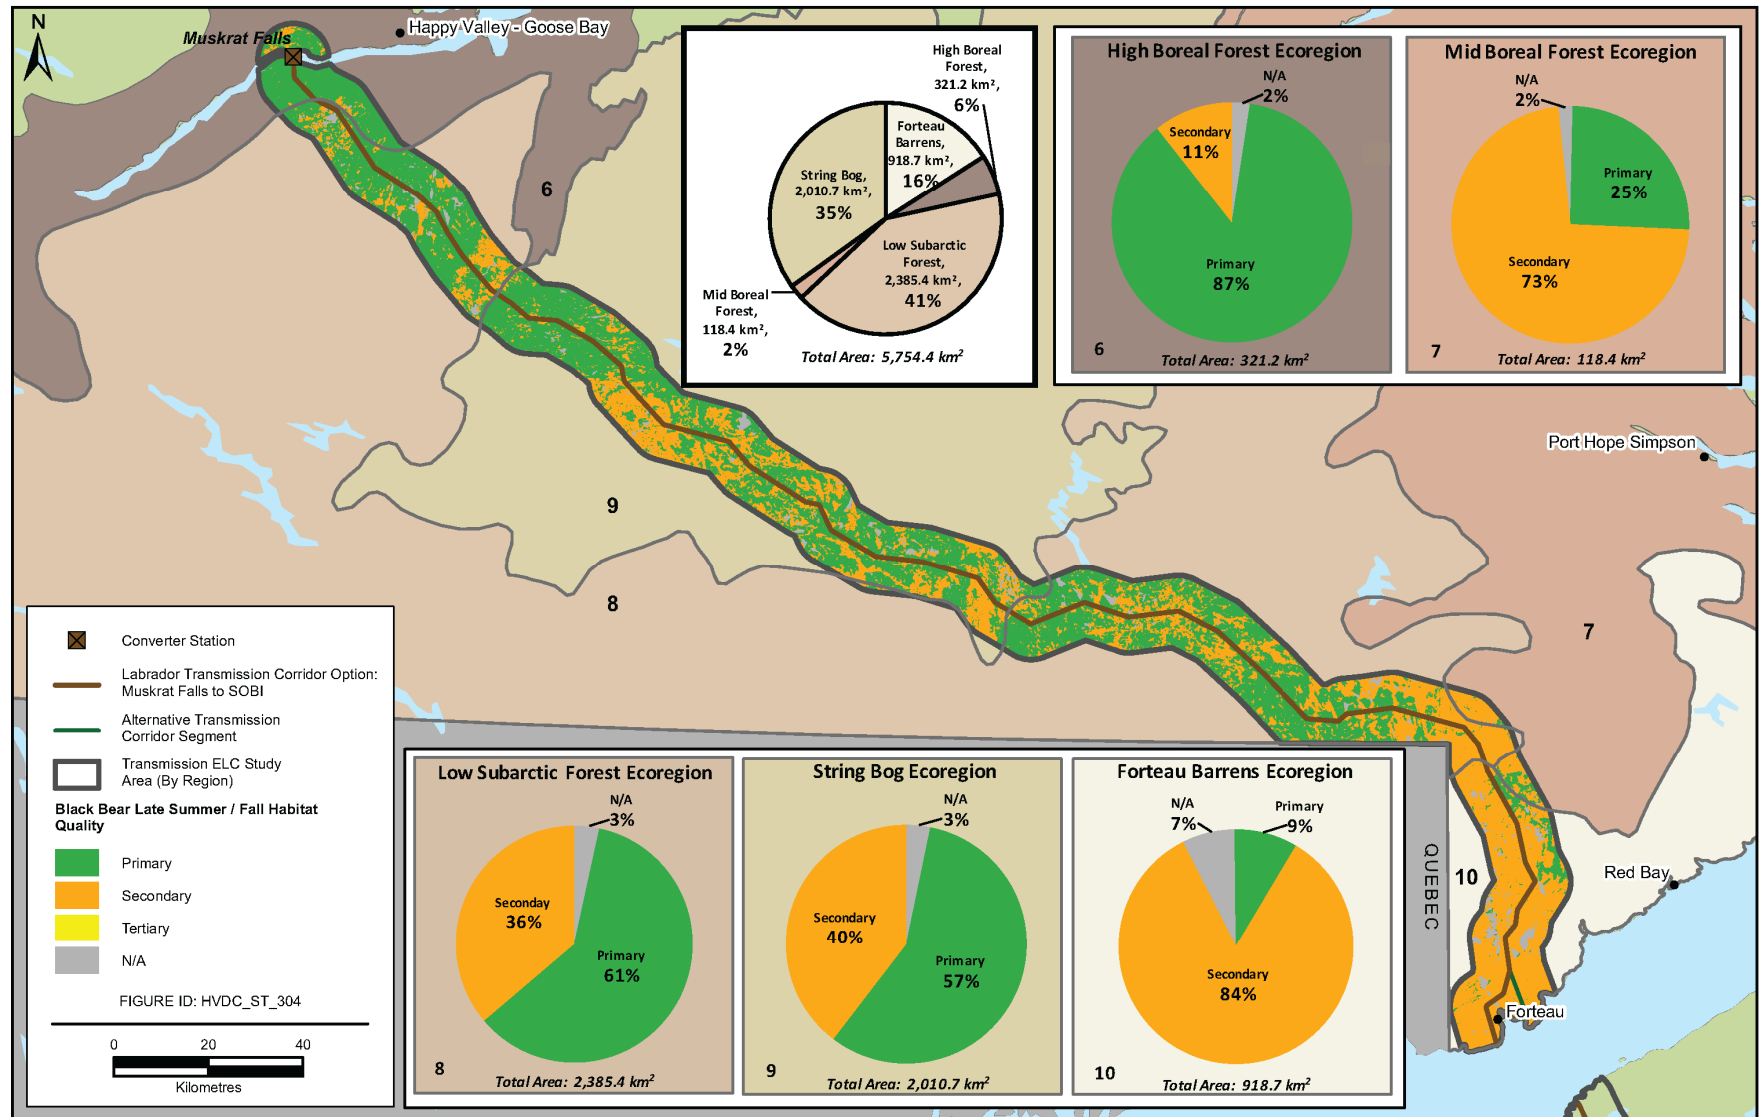 N
Muskrat Falls
Happy Valley - Goose Bay
6
9
8
7
10
Port Hope Simpson
Red Bay
Forteau
QUEBEC
High Boreal
Forest,
321.2 km²,
6%
Forteau
Barrens,
918.7 km²,
16%
String Bog,
2,010.7 km²,
35%
Low Subarctic
Forest,
2,385.4 km²,
41%
Mid Boreal
Forest,
118.4 km²,
2%
Total Area: 5,754.4 km²
High Boreal Forest Ecoregion
N/A
2%
Secondary
11%
Primary
87%
6
Total Area: 321.2 km²
Mid Boreal Forest Ecoregion
N/A
2%
Primary
25%
Secondary
73%
7
Total Area: 118.4 km²
Converter Station
Labrador Transmission Corridor Option:
Muskrat Falls to SOBI
Alternative Transmission
Corridor Segment
Transmission ELC Study
Area (By Region)
Black Bear Late Summer / Fall Habitat
Quality
Primary
Secondary
Tertiary
N/A
FIGURE ID: HVDC_ST_304
0 20 40
Kilometres
Low Subarctic Forest Ecoregion
N/A
3%
Seconday
36%
Primary
61%
8
Total Area: 2,385.4 km²
String Bog Ecoregion
N/A
3%
Secondary
40%
Primary
57%
9
Total Area: 2,010.7 km²
Forteau Barrens Ecoregion
N/A
7%
Primary
9%
Secondary
84%
10
Total Area: 918.7 km²